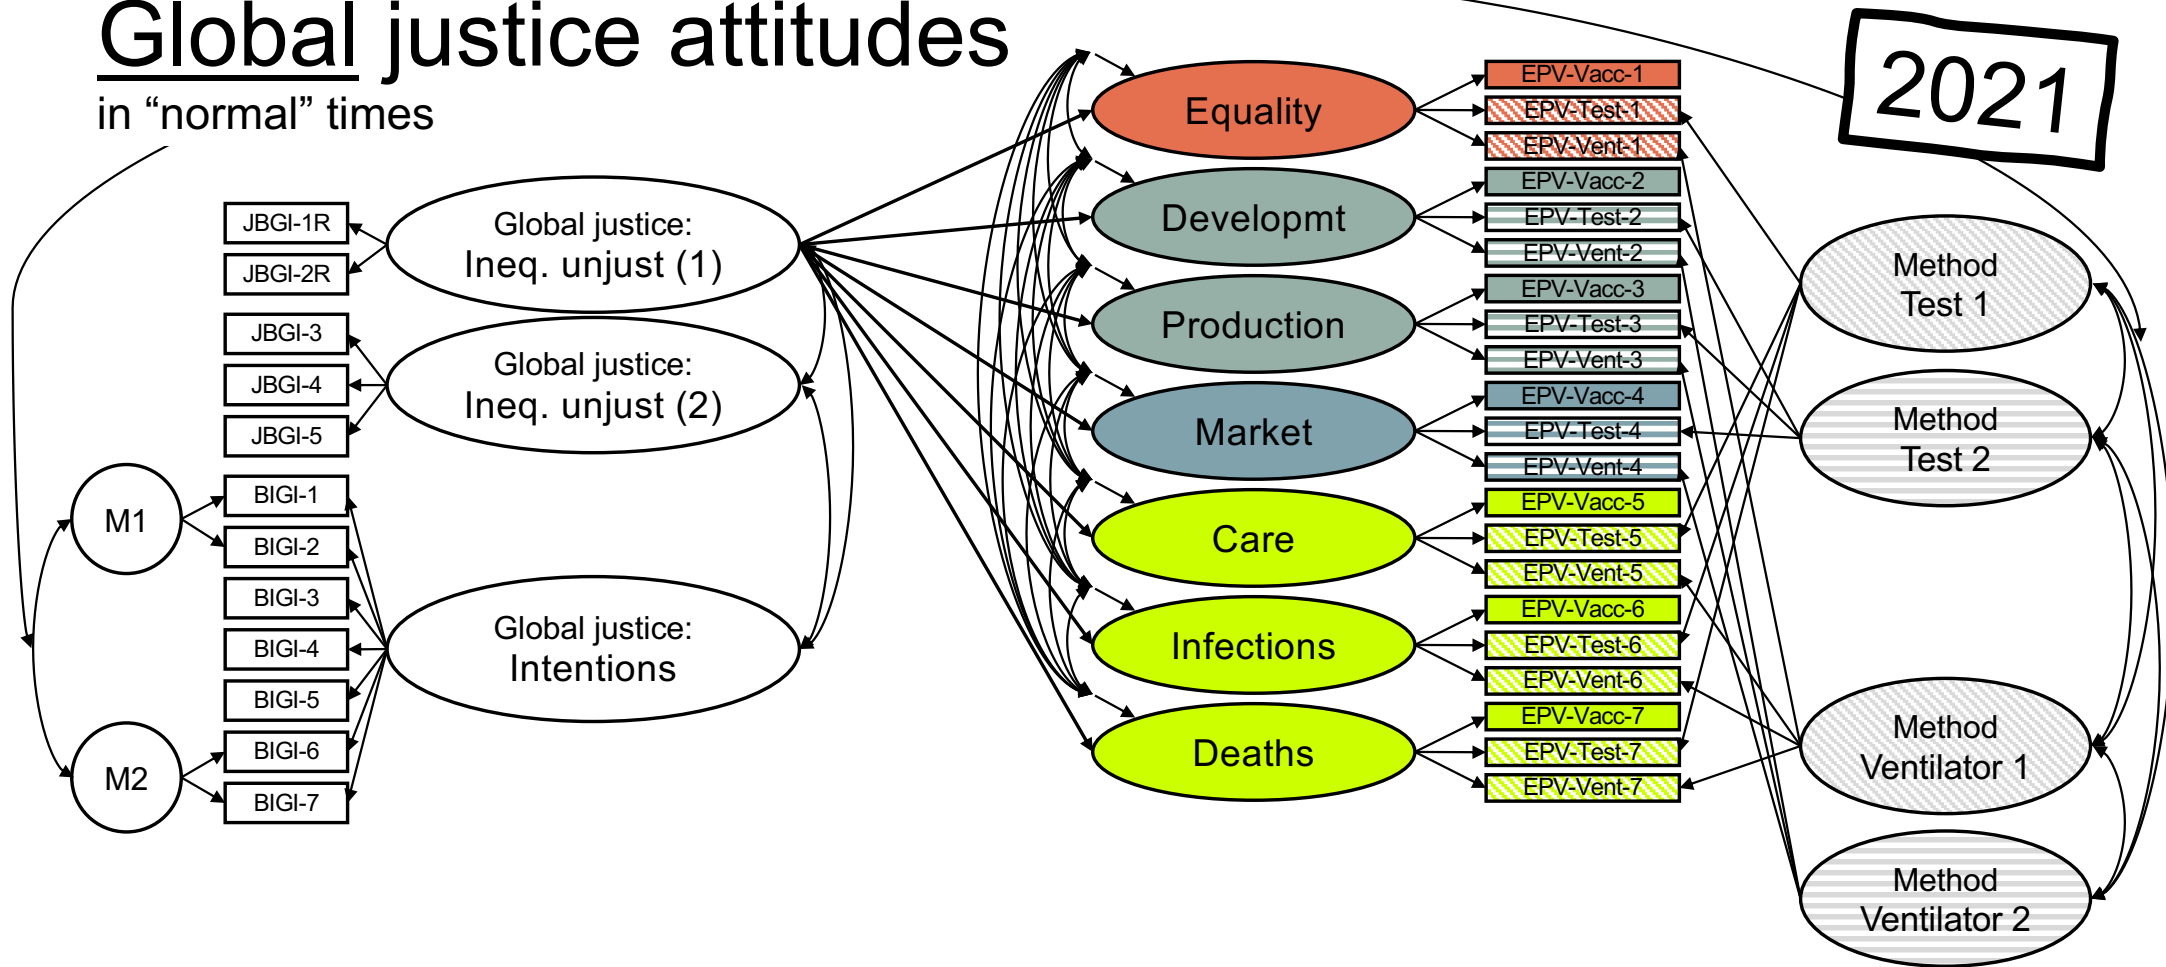 Global justice attitudes
in “normal” times
2021
JBGI-1R
JBGI-2R
JBGI-3
JBGI-4
JBGI-5
BIGI-1
BIGI-2
BIGI-3
BIGI-4
BIGI-5
BIGI-6
BIGI-7
M1
M2
Global justice:
Ineq. unjust (1)
Global justice:
Ineq. unjust (2)
Global justice:
Intentions
Equality
Developmt
Production
Market
Care
Infections
Deaths
EPV-Vacc-1
EPV-Test-1
EPV-Vent-1
EPV-Vacc-2
EPV-Test-2
EPV-Vent-2
EPV-Vacc-3
EPV-Test-3
EPV-Vent-3
EPV-Vacc-4
EPV-Test-4
EPV-Vent-4
EPV-Vacc-5
EPV-Test-5
EPV-Vent-5
EPV-Vacc-6
EPV-Test-6
EPV-Vent-6
EPV-Vacc-7
EPV-Test-7
EPV-Vent-7
Method
Test 1
Method
Test 2
Method
Ventilator 1
Method
Ventilator 2